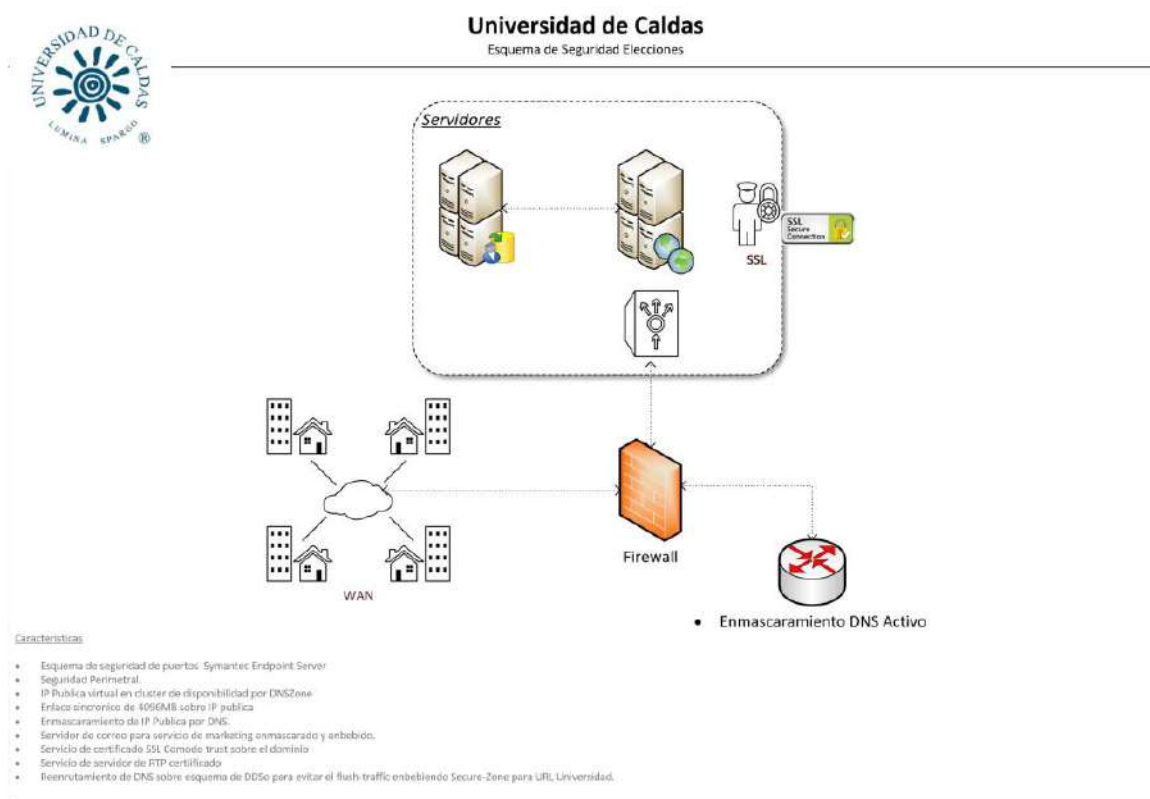 Universidad de Caldas
Esquema de Seguridad Elecciones
UNIVERSIDAD DE CALDAS
LUMINA SPARGO
®
Servidores
SSL
Secure
Connection
SSL
Firewall
WAN
• Enmascaramiento DNS Activo
Características
• Esquema de seguridad de puertos Symantec Endpoint Server
• Seguridad Perimetral.
• IP Publica virtual en cluster de disponibilidad por DNSZone
• Enlace sincronico de 4096MB sobre IP publica
• Enmascaramiento de IP Publica por DNS.
• Servidor de correo para servicio de marketing enmascarado y enbebido.
• Servicio de certificado SSL Comodo trust sobre el dominio
• Servicio de servidor de certificado
• Reenrutamiento de DNS sobre esquema de para evitar el flush-traffic enbebiendo Secure-Zone para URL Universidad.